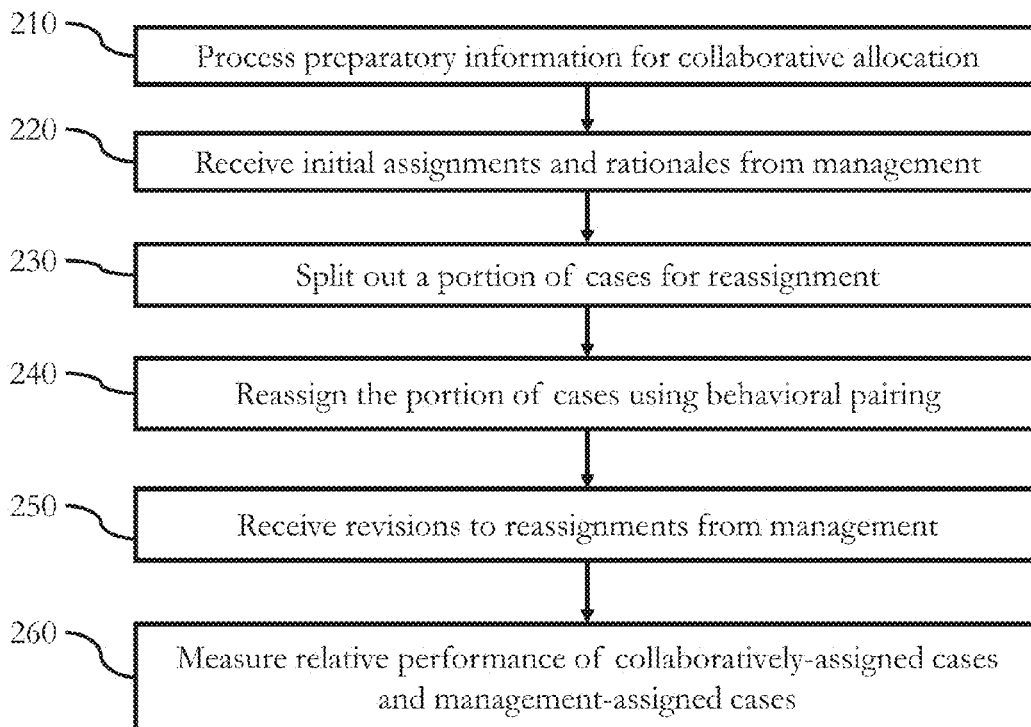 210
Process preparatory information for collaborative allocation
220
Receive initial assignments and rationales from management
230
Split out a portion of cases for reassignment
240
Reassign the portion of cases using behavioral pairing
250
Receive revisions to reassignments from management
260
Measure relative performance of collaboratively-assigned cases
and management-assigned cases